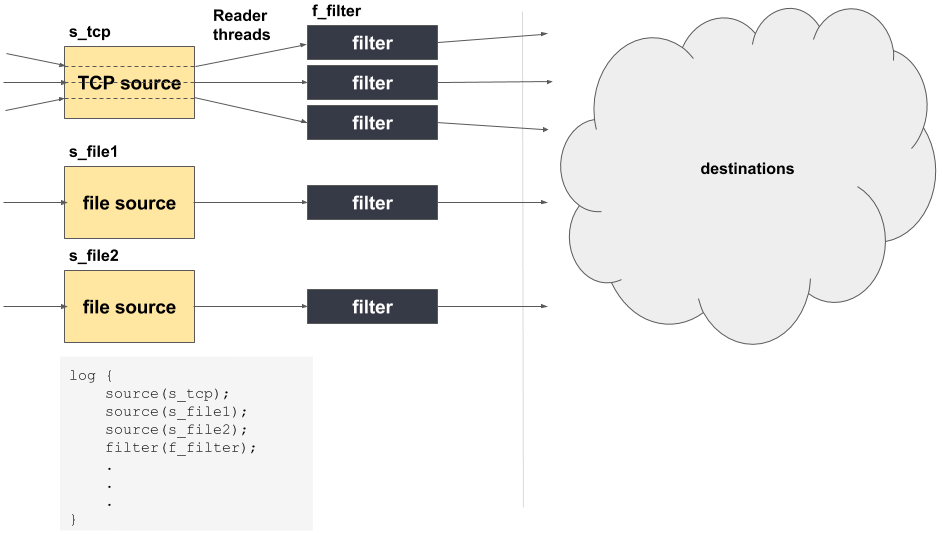 s_tcp
Reader
threads
f_filter
TCP source
filter
filter
filter
s_file1
file source
filter
s_file2
file source
filter
destinations
log {
    source(s_tcp);
    source(s_file1);
    source(s_file2);
    filter(f_filter);
    .
    .
    .
}